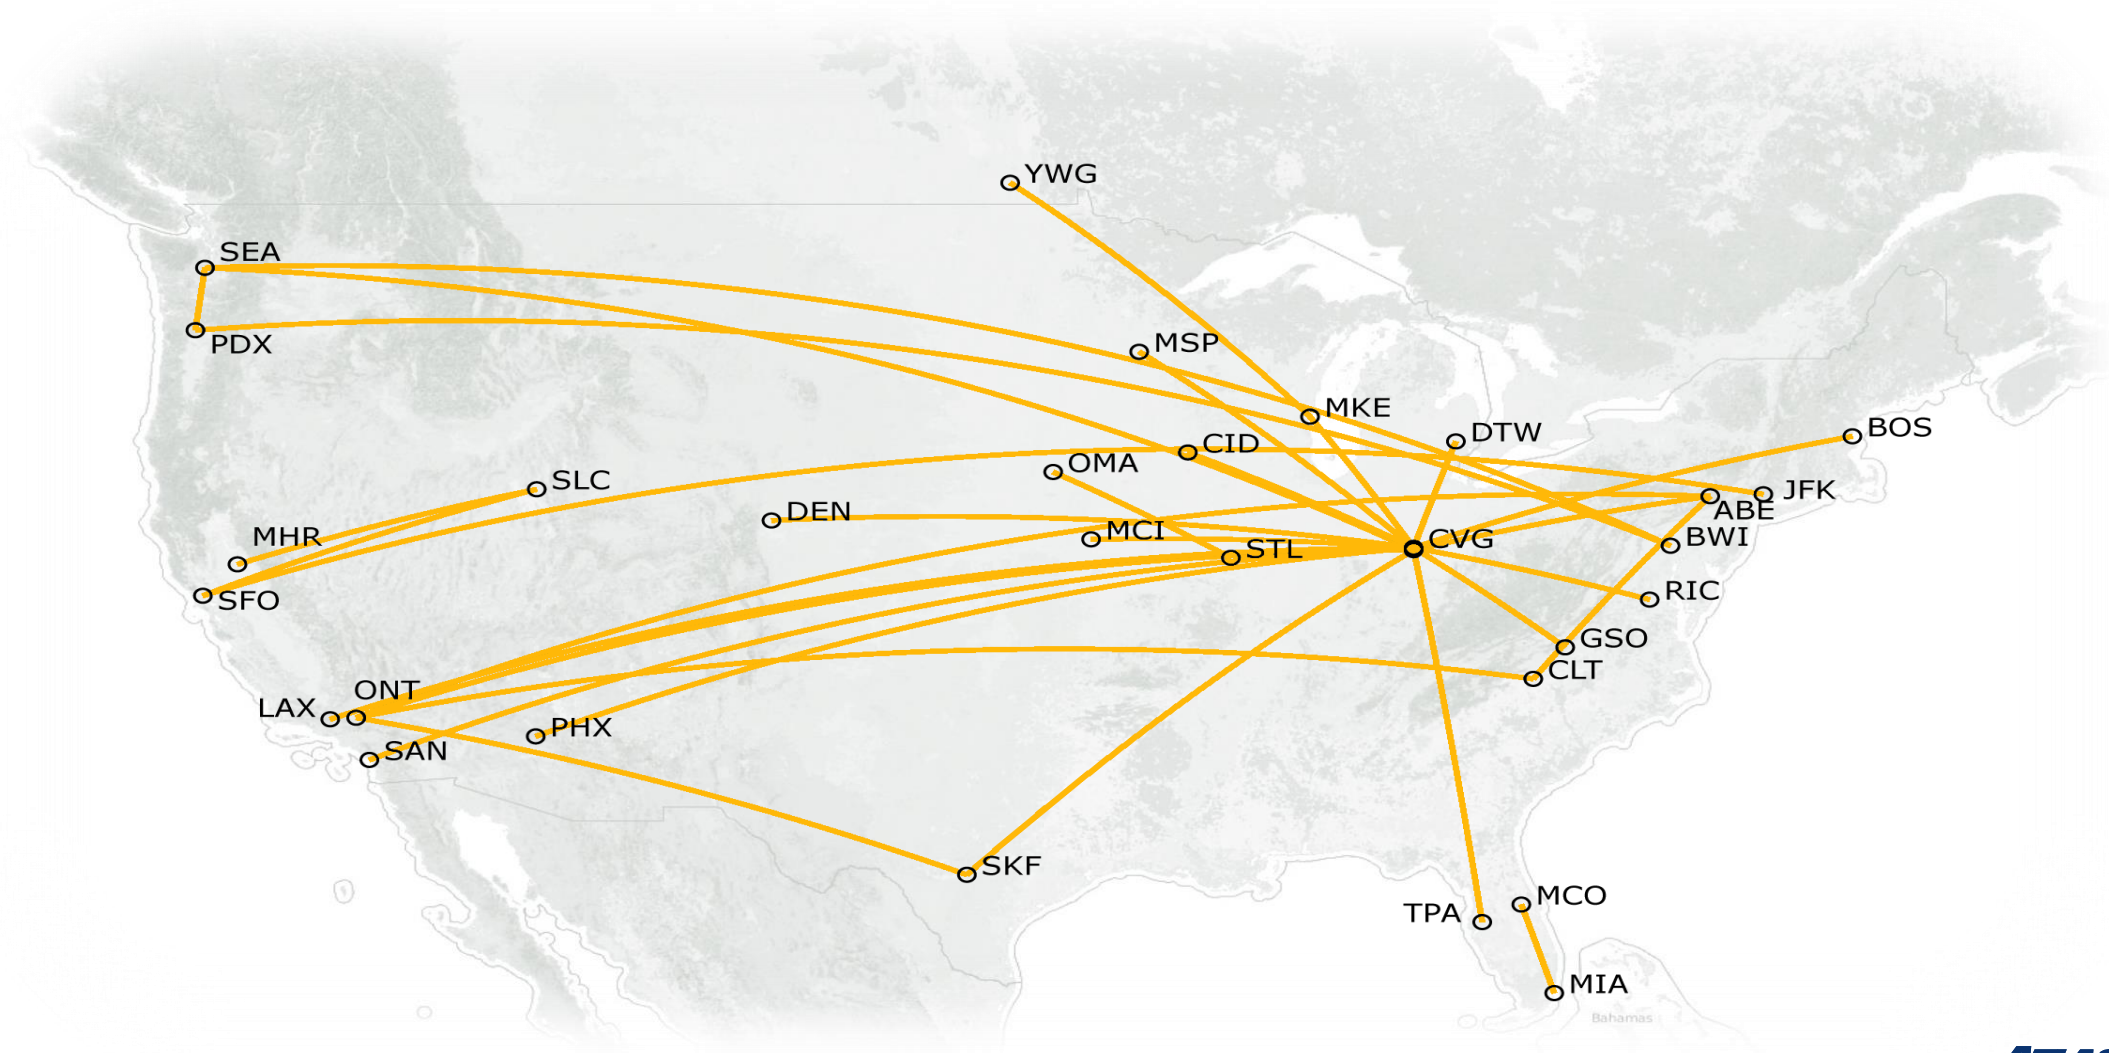 YWG
SEA
PDX
MSP
MKE
DTW
BOS
CID
OMA
SLC
JFK
ABE
DEN
MCI
MHR
BWI
CVG
STL
SFO
RIC
GSO
CLT
ONT
LAX
PHX
SAN
SKF
MCO
TPA
MIA
Bahamas